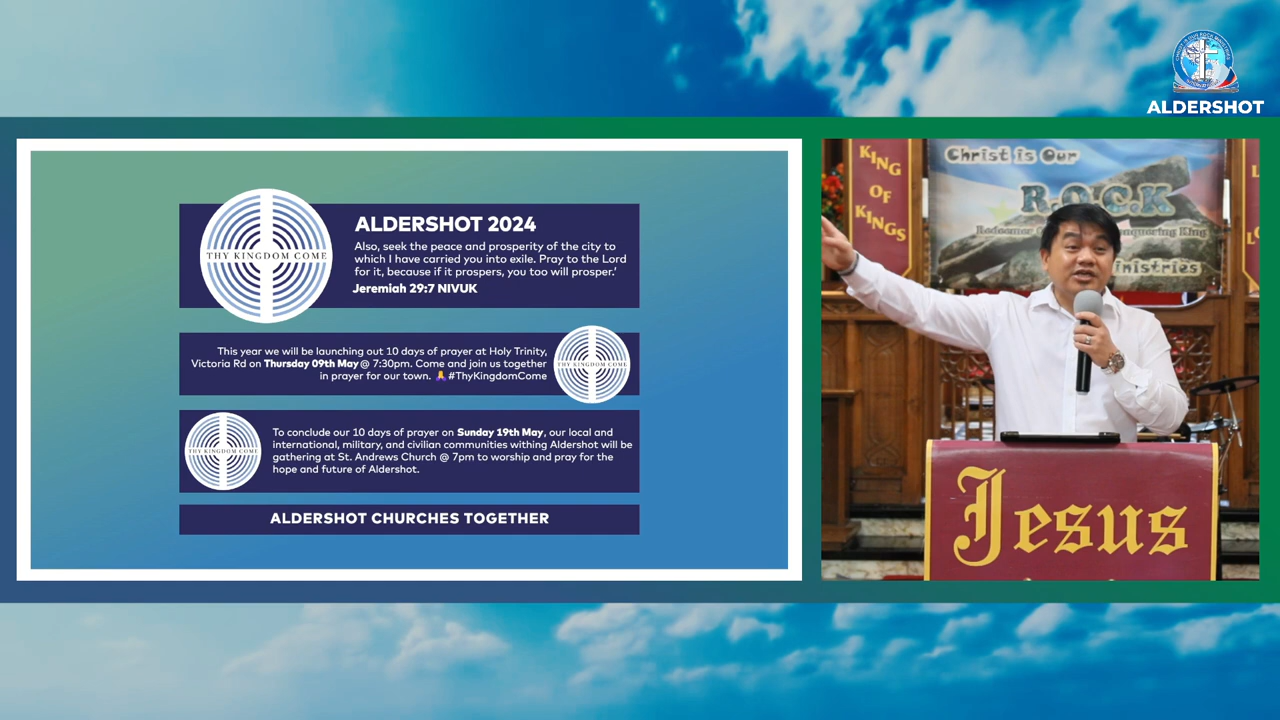 ALDERSHOT
ALDERSHOT 2024
Also, seek the peace and prosperity of the city to
which I have carried you into exile. Pray to the Lord
for it, because if it prospers, you too will prosper.'
Jeremiah 29:7 NIVUK
THY KINGDOM COME
This year we will be launching out 10 days of prayer at Holy Trinity,
Victoria Rd on Thursday 09th May @ 7:30pm. Come and join us together
in prayer for our town. 🙏 #ThyKingdomCome
THY KINGDOM COME
To conclude our 10 days of prayer on Sunday 19th May, our local and
international, military, and civilian communities withing Aldershot will be
gathering at St. Andrews Church @ 7pm to worship and pray for the
hope and future of Aldershot.
THY KINGDOM COME
ALDERSHOT CHURCHES TOGETHER
KING
OF
KINGS
Christ is Our
R.O.C.K
Redeemer
King
Ministries
Jesus